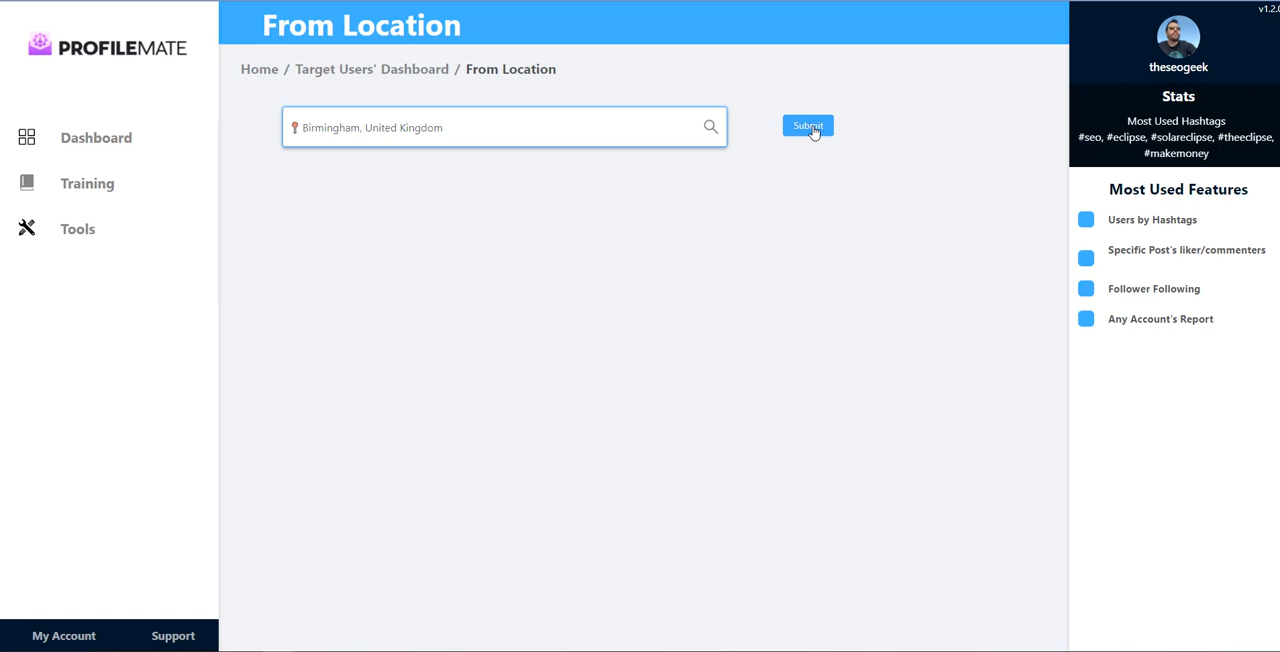 From Location
v1.2.0
PROFILEMATE
Home / Target Users' Dashboard / From Location
Birmingham, United Kingdom
Submit
Dashboard
Training
Tools
My Account
Support
theseogeek
Stats
Most Used Hashtags
#seo, #eclipse, #solareclipse, #theeclipse,
#makemoney
Most Used Features
Users by Hashtags
Specific Post's liker/commenters
Follower Following
Any Account's Report